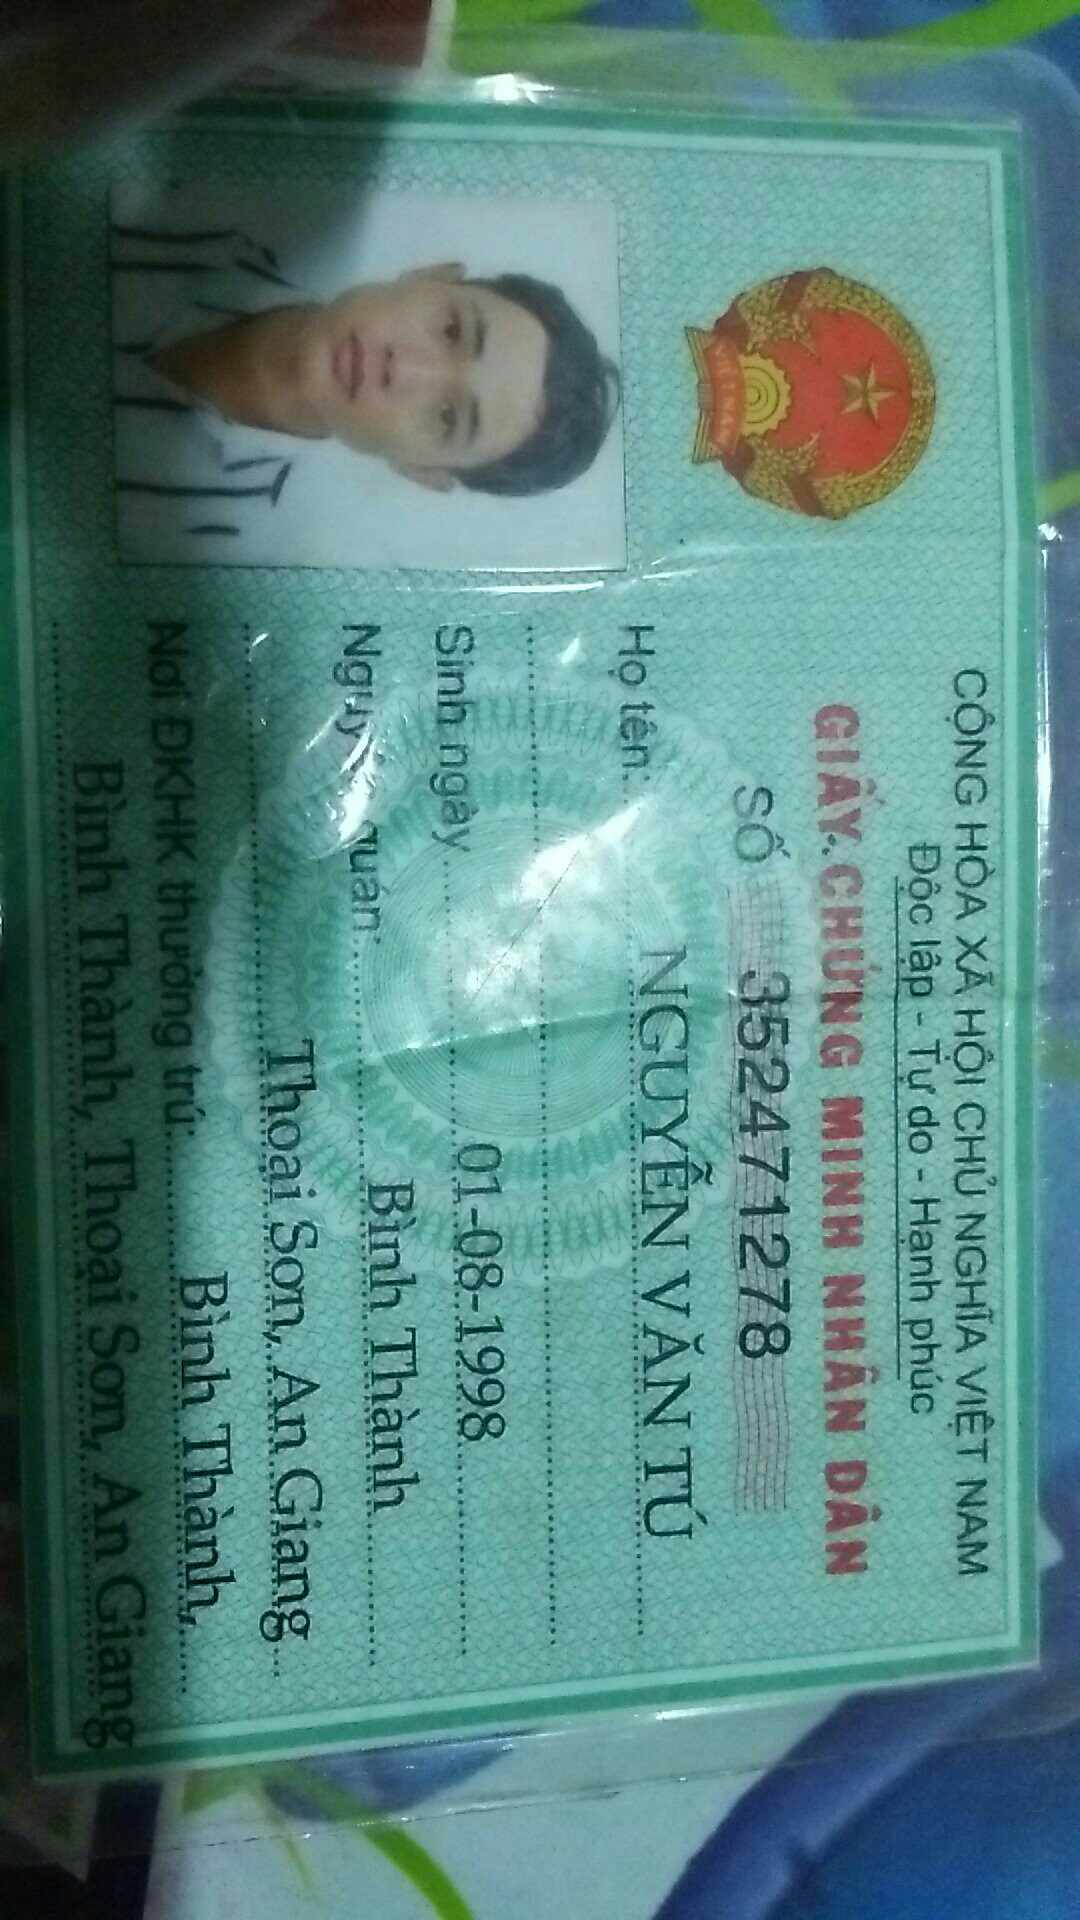 CỘNG HÒA XÃ HỘI CHỦ NGHĨA VIỆT NAM
Độc lập - Tự do - Hạnh phúc
GIẤY CHỨNG MINH NHÂN DÂN
SỐ 352471278
Họ tên: NGUYỄN VĂN TÚ
Sinh ngày 01-08-1998
Nguyên quán: Bình Thành
Thoại Sơn, An Giang
Nơi ĐKHK thường trú: Bình Thành,
Bình Thành, Thoại Sơn, An Giang
VIỆT NAM